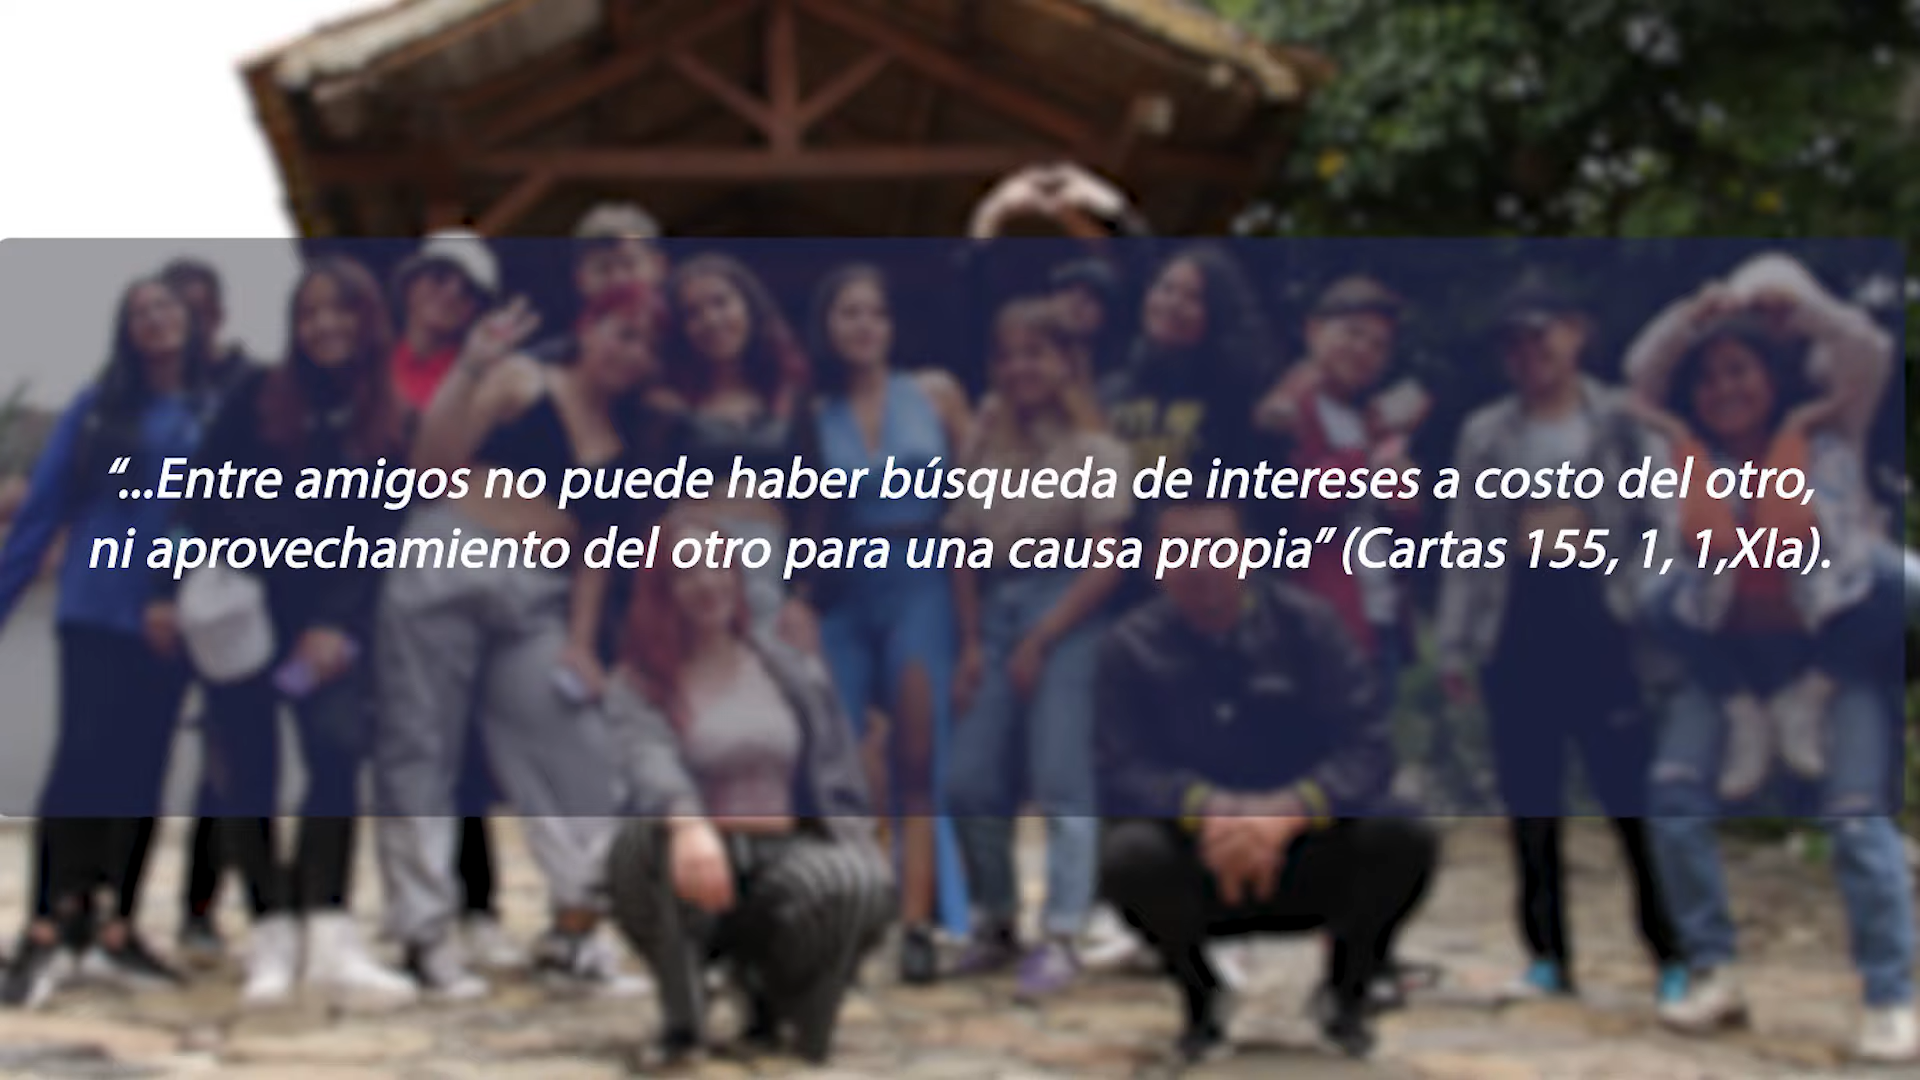 “...Entre amigos no puede haber búsqueda de intereses a costo del otro,
ni aprovechamiento del otro para una causa propia” (Cartas 155, 1, 1,XIa).